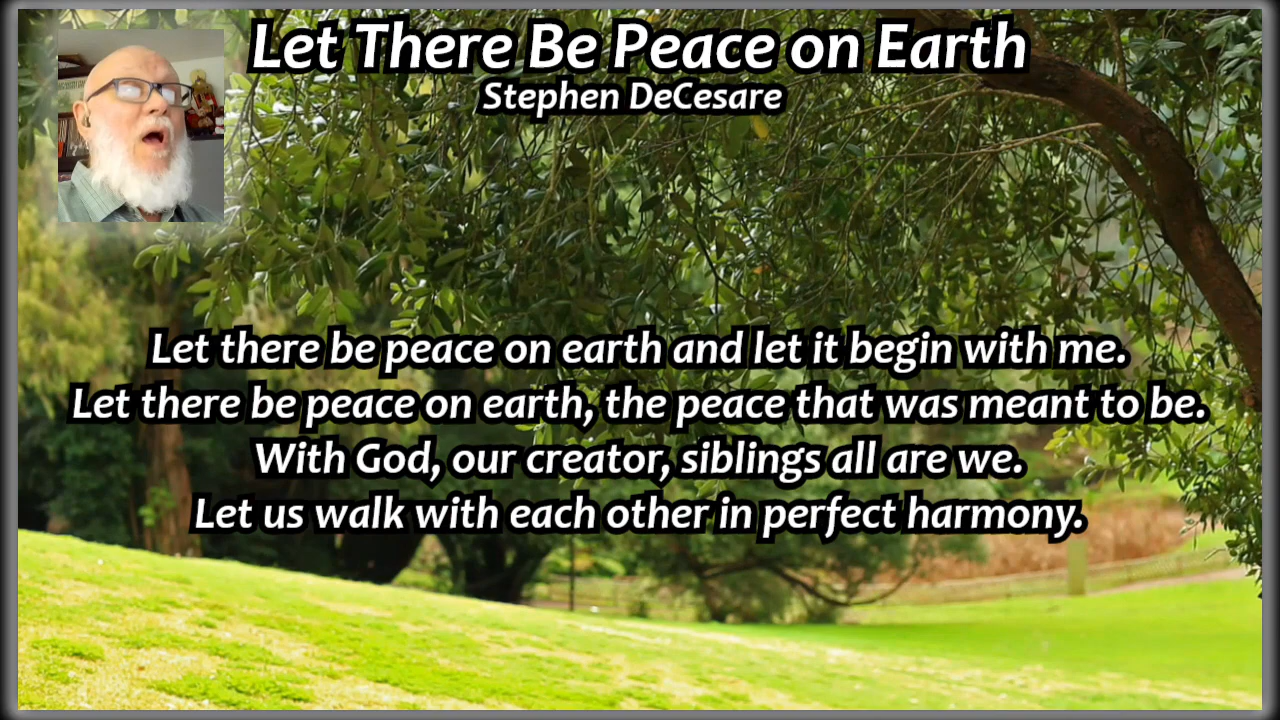 Let There Be Peace on Earth
Stephen DeCesare
Let there be peace on earth and let it begin with me.
Let there be peace on earth, the peace that was meant to be.
With God, our creator, siblings all are we.
Let us walk with each other in perfect harmony.